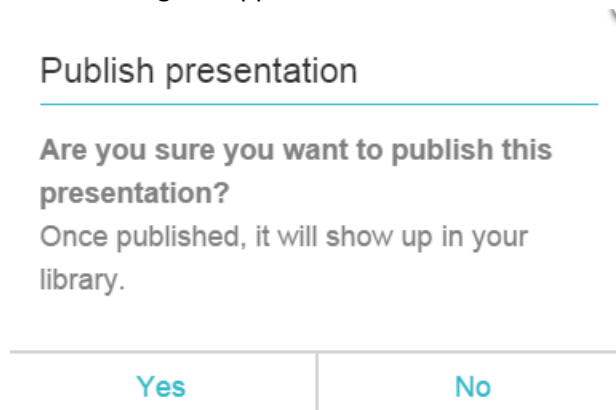 Publish presentation
Are you sure you want to publish this
presentation?
Once published, it will show up in your
library.
Yes No